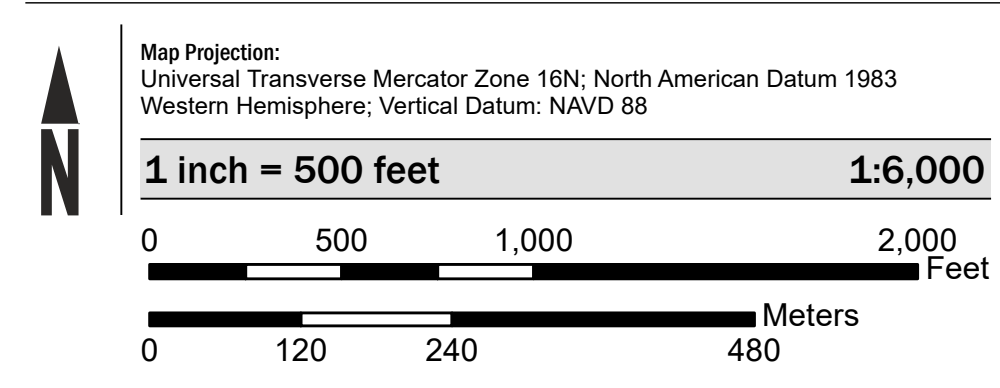 Map Projection:
Universal Transverse Mercator Zone 16N; North American Datum 1983
Western Hemisphere; Vertical Datum: NAVD 88
N
1 inch = 500 feet 1:6,000
0 500 1,000 2,000
Feet
Meters
0 120 240 480